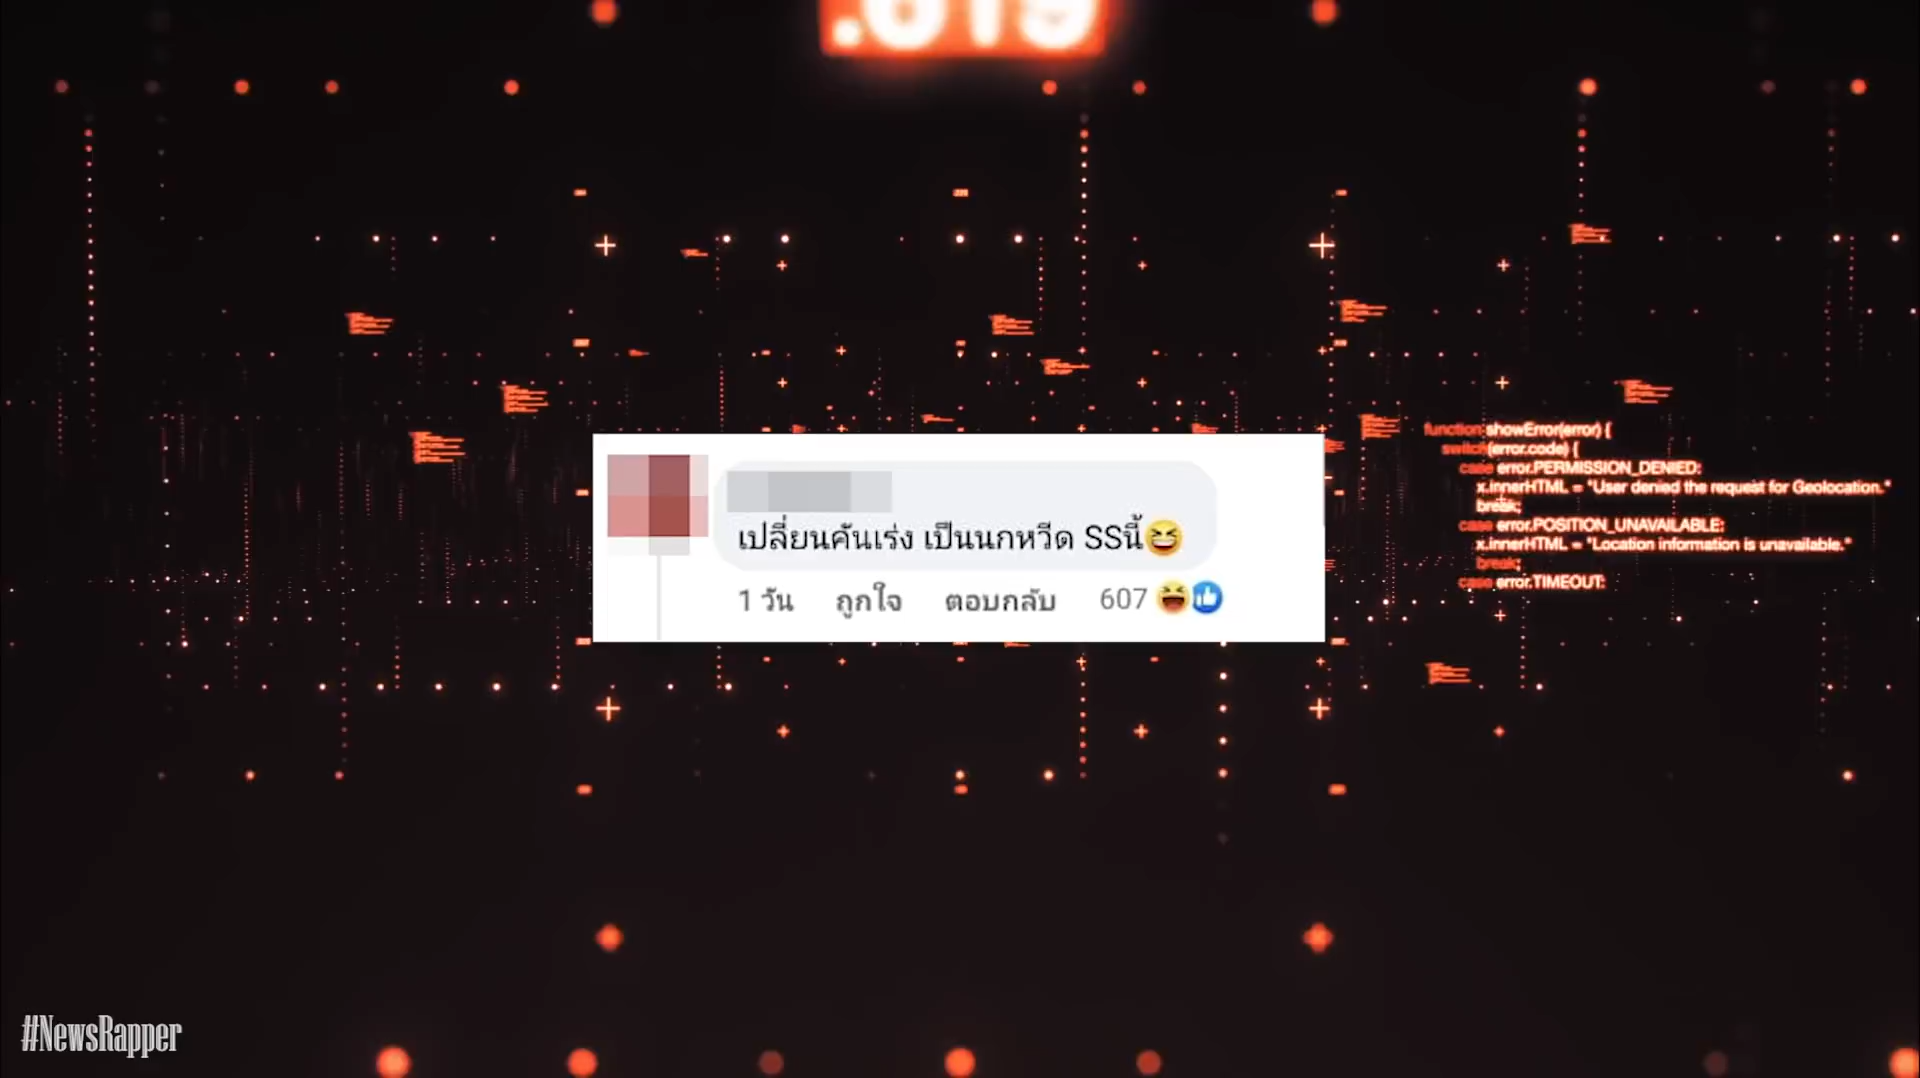 .619
เปลี่ยนคันเร่ง เป็นนกหวีด SSนี้😆
1 วัน ถูกใจ ตอบกลับ 607
function showError(error) {
switch(error.code) {
case error.PERMISSION_DENIED:
x.innerHTML = "User denied the request for Geolocation."
break;
case error.POSITION_UNAVAILABLE:
x.innerHTML = "Location information is unavailable."
break;
case error.TIMEOUT:
#NewsRapper